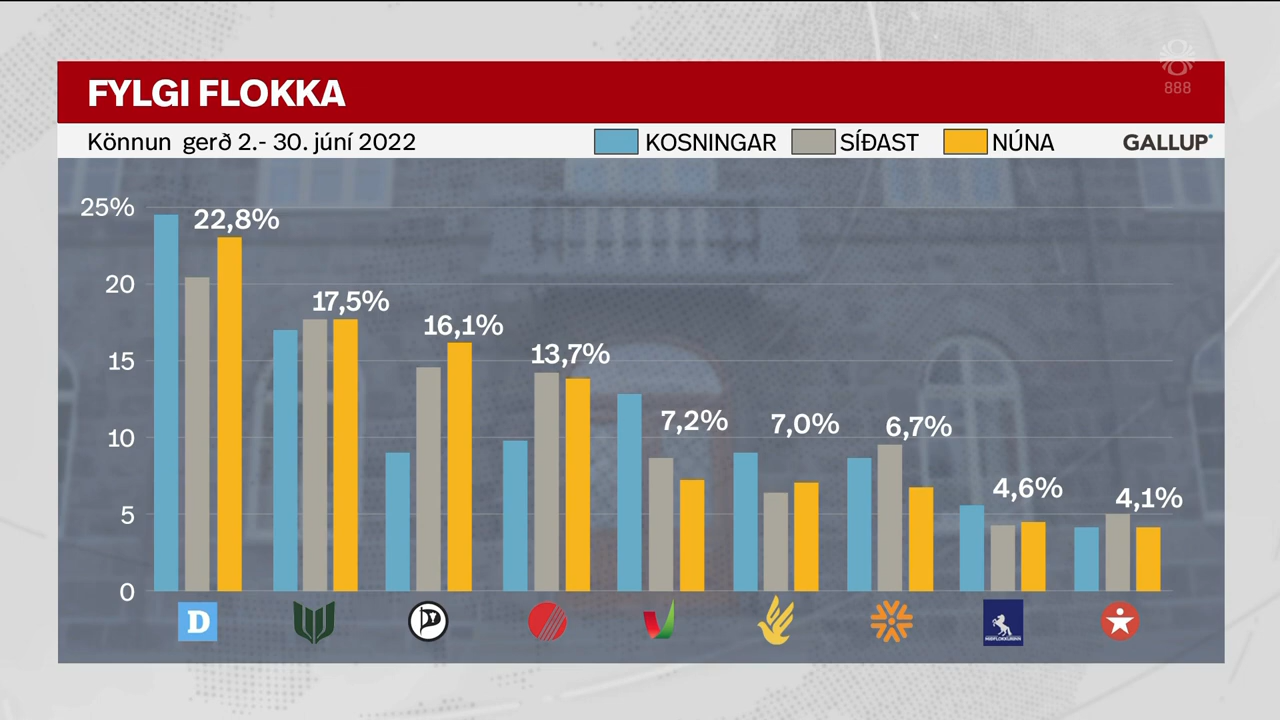 888
FYLGI FLOKKA
Könnun gerð 2.- 30. júní 2022
KOSNINGAR SÍÐAST NÚNA
GALLUP
25%
20
15
10
5
0
22,8%
17,5%
16,1%
13,7%
7,2%
7,0%
6,7%
4,6%
4,1%
D
P
MIÐFLOKKURINN